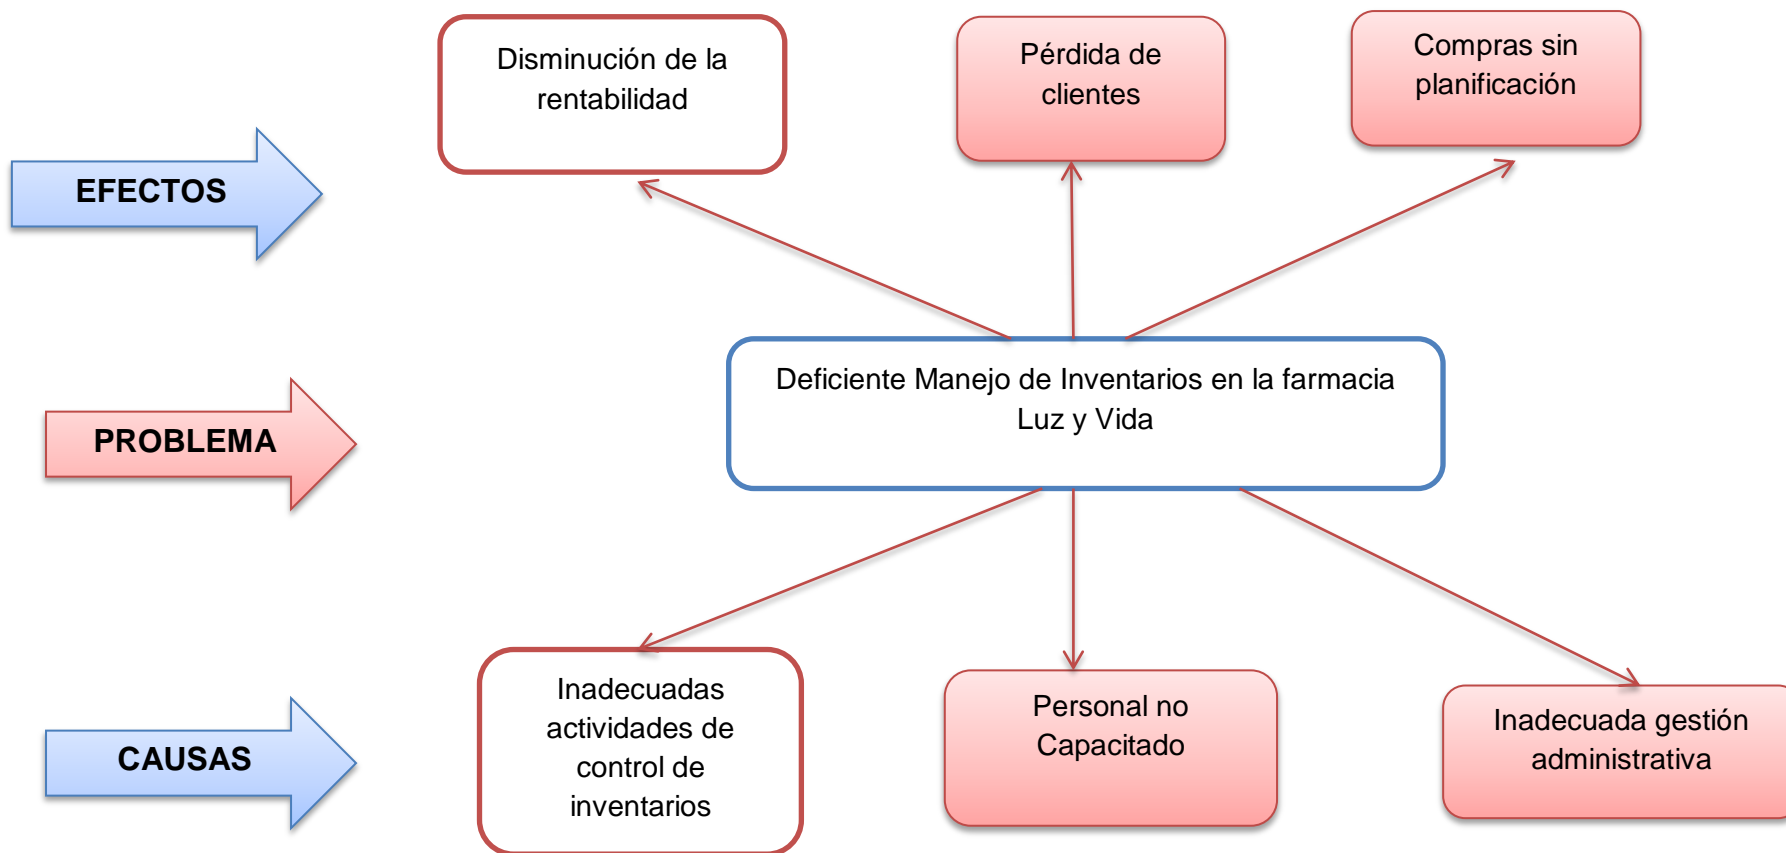 Disminución de la
rentabilidad
Pérdida de
clientes
Compras sin
planificación
EFECTOS
Deficiente Manejo de Inventarios en la farmacia
Luz y Vida
PROBLEMA
Inadecuadas
actividades de
control de
inventarios
Personal no
Capacitado
Inadecuada gestión
administrativa
CAUSAS